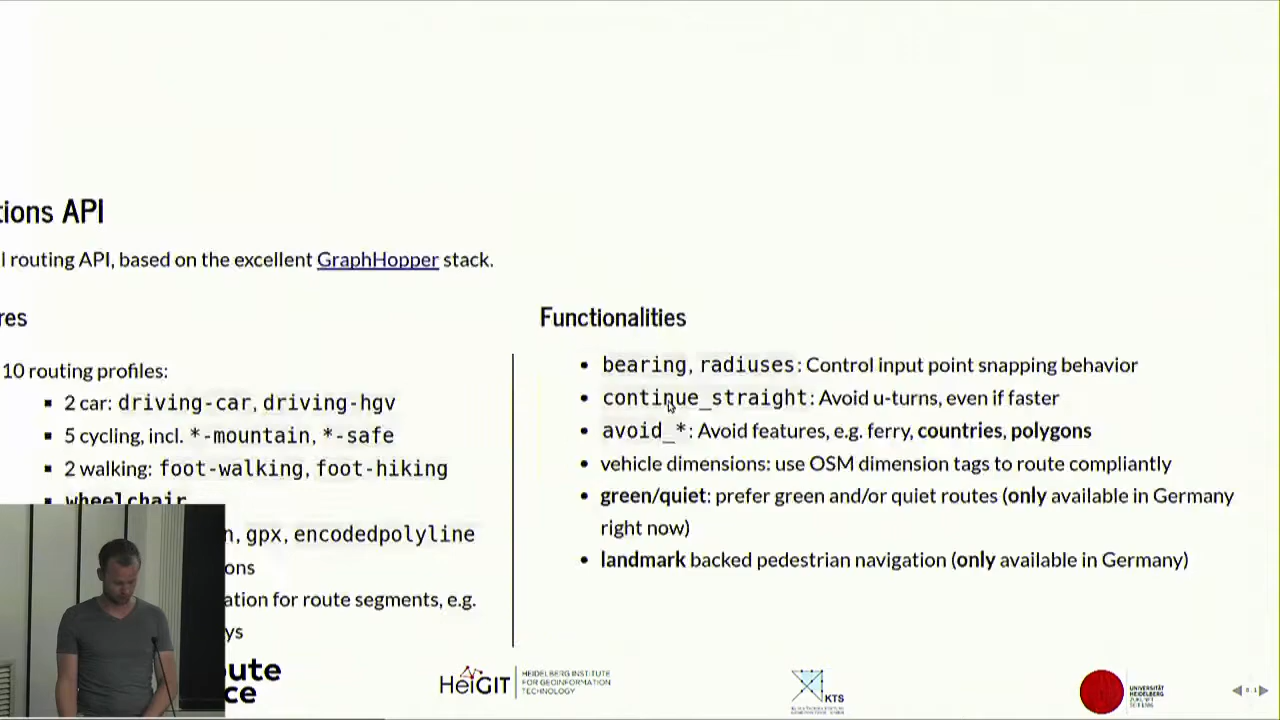 tions API
l routing API, based on the excellent GraphHopper stack.
res
10 routing profiles:
2 car: driving-car, driving-hgv
5 cycling, incl. *-mountain, *-safe
2 walking: foot-walking, foot-hiking
wheelchair
n, gpx, encodedpolyline
ons
ation for route segments, e.g.
ys
Functionalities
bearing, radiuses: Control input point snapping behavior
continue_straight: Avoid u-turns, even if faster
avoid_*: Avoid features, e.g. ferry, countries, polygons
vehicle dimensions: use OSM dimension tags to route compliantly
green/quiet: prefer green and/or quiet routes (only available in Germany
right now)
landmark backed pedestrian navigation (only available in Germany)
oute
ce
HeiGIT
HEIDELBERG INSTITUTE
FOR GEOINFORMATION
TECHNOLOGY
KTS
UNIVERSITÄT
HEIDELBERG